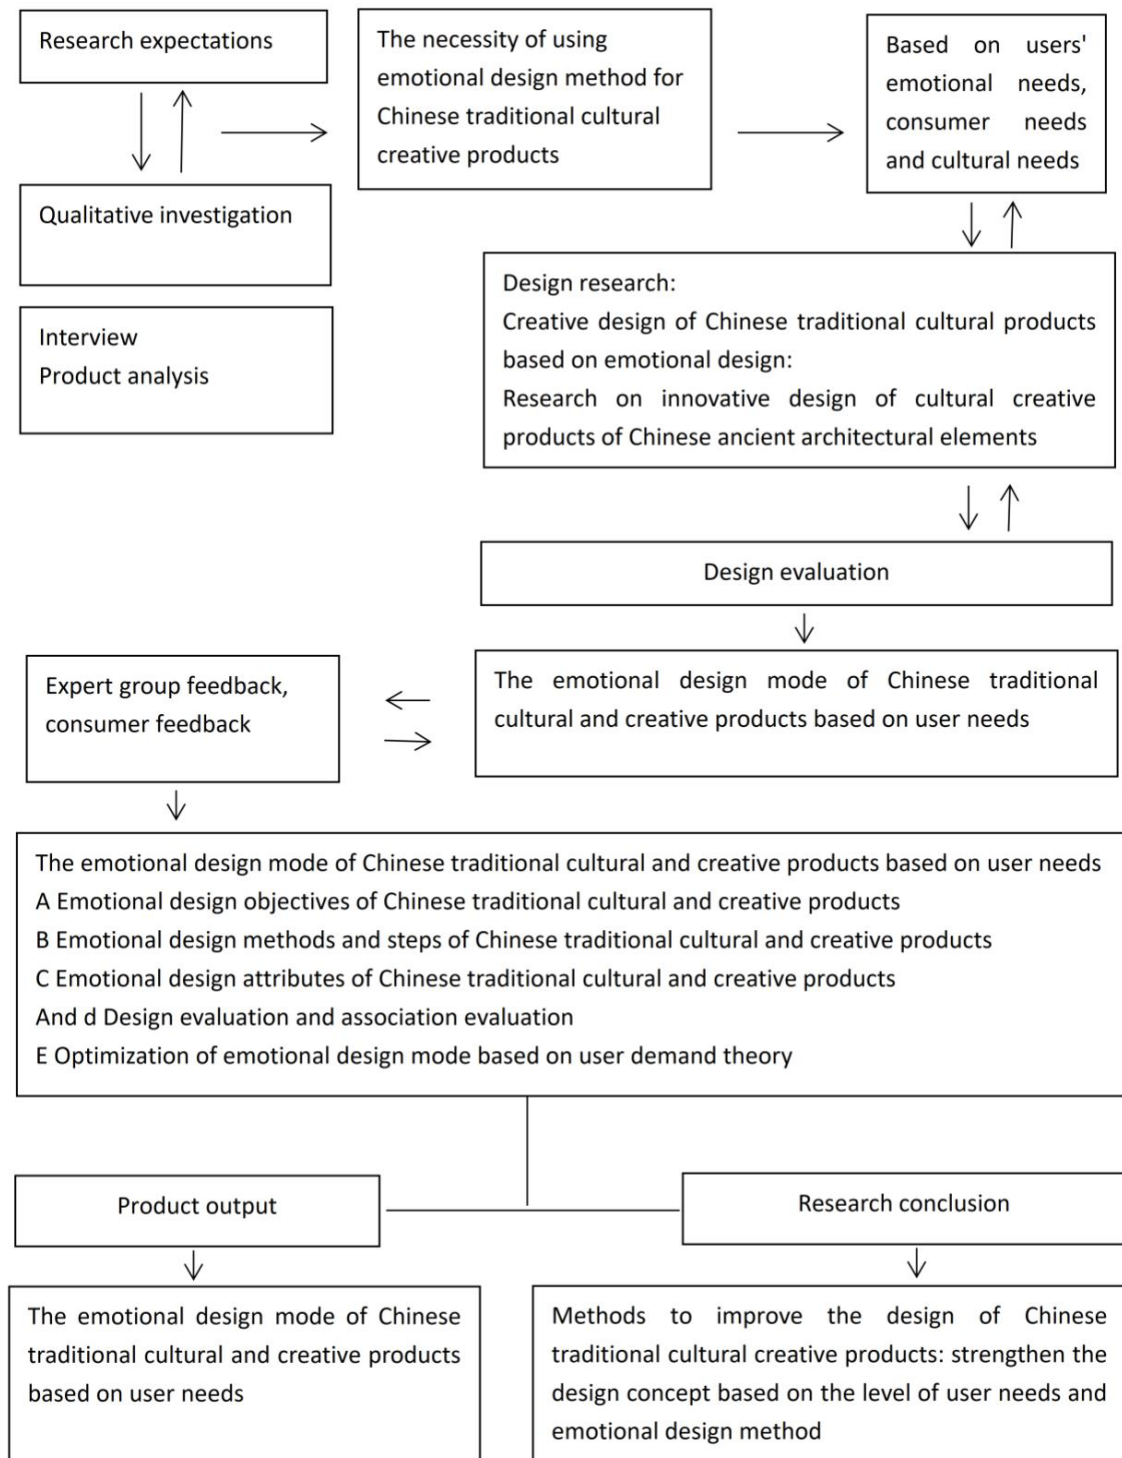 Research expectations
The necessity of using
emotional design method for
Chinese traditional cultural
creative products
Based on users'
emotional needs,
consumer needs
and cultural needs
Qualitative investigation
Interview
Product analysis
Design research:
Creative design of Chinese traditional cultural products
based on emotional design:
Research on innovative design of cultural creative
products of Chinese ancient architectural elements
Design evaluation
Expert group feedback,
consumer feedback
The emotional design mode of Chinese traditional
cultural and creative products based on user needs
The emotional design mode of Chinese traditional cultural and creative products based on user needs
A Emotional design objectives of Chinese traditional cultural and creative products
B Emotional design methods and steps of Chinese traditional cultural and creative products
C Emotional design attributes of Chinese traditional cultural and creative products
And d Design evaluation and association evaluation
E Optimization of emotional design mode based on user demand theory
Product output
Research conclusion
The emotional design mode of Chinese
traditional cultural and creative products
based on user needs
Methods to improve the design of Chinese
traditional cultural creative products: strengthen the
design concept based on the level of user needs and
emotional design method